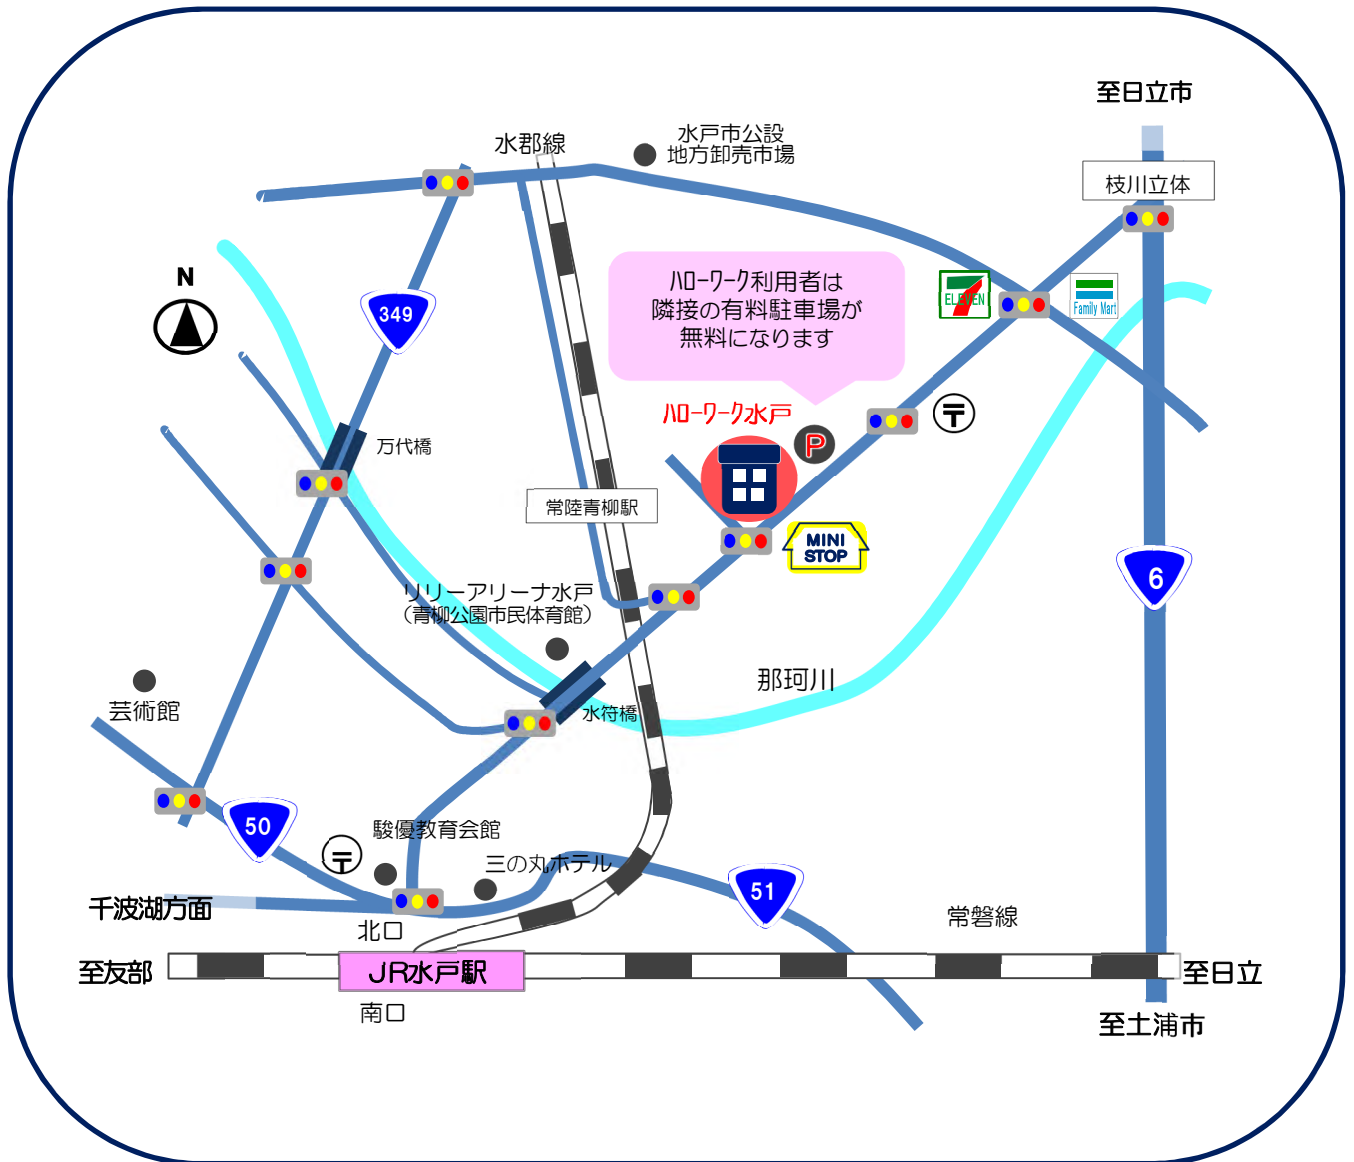 至日立市
水郡線
水戸市公設
地方卸売市場
枝川立体
N
ﾊﾛｰﾜｰｸ利用者は
隣接の有料駐車場が
無料になります
ELEVEN
Family Mart
349
ﾊﾛｰﾜｰｸ水戸
P
〒
万代橋
常陸青柳駅
MINI
STOP
6
リリーアリーナ水戸
（青柳公園市民体育館）
那珂川
芸術館
水符橋
50
駿優教育会館
〒
三の丸ホテル
51
千波湖方面
北口
常磐線
至友部
JR水戸駅
至日立
南口
至土浦市